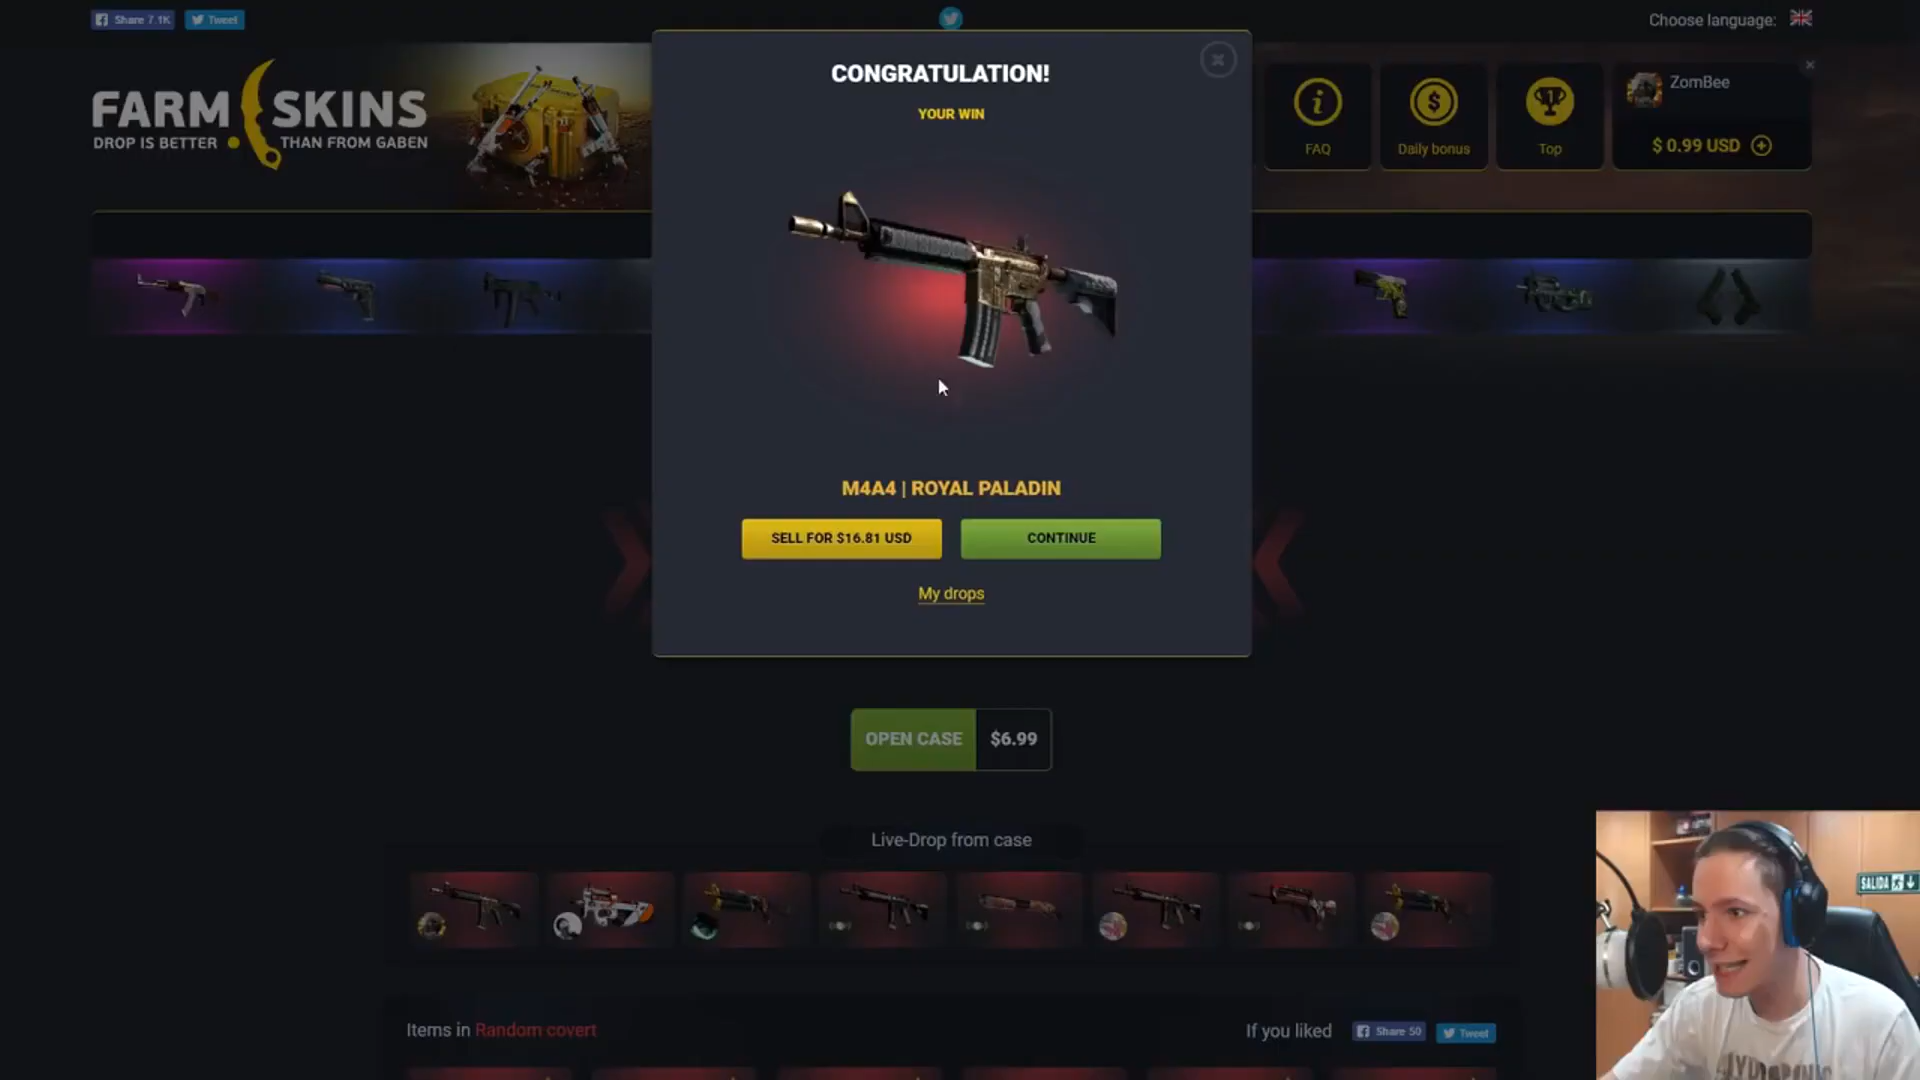 Share 7.1K
Tweet
Choose language:
FARM SKINS
DROP IS BETTER THAN FROM GABEN
CONGRATULATION!
YOUR WIN
FAQ
Daily bonus
Top
ZomBee
$ 0.99 USD
M4A4 | ROYAL PALADIN
SELL FOR $16.81 USD
CONTINUE
My drops
OPEN CASE
$6.99
Live-Drop from case
SALIDA
Items in Random covert
If you liked
Share 50
Tweet